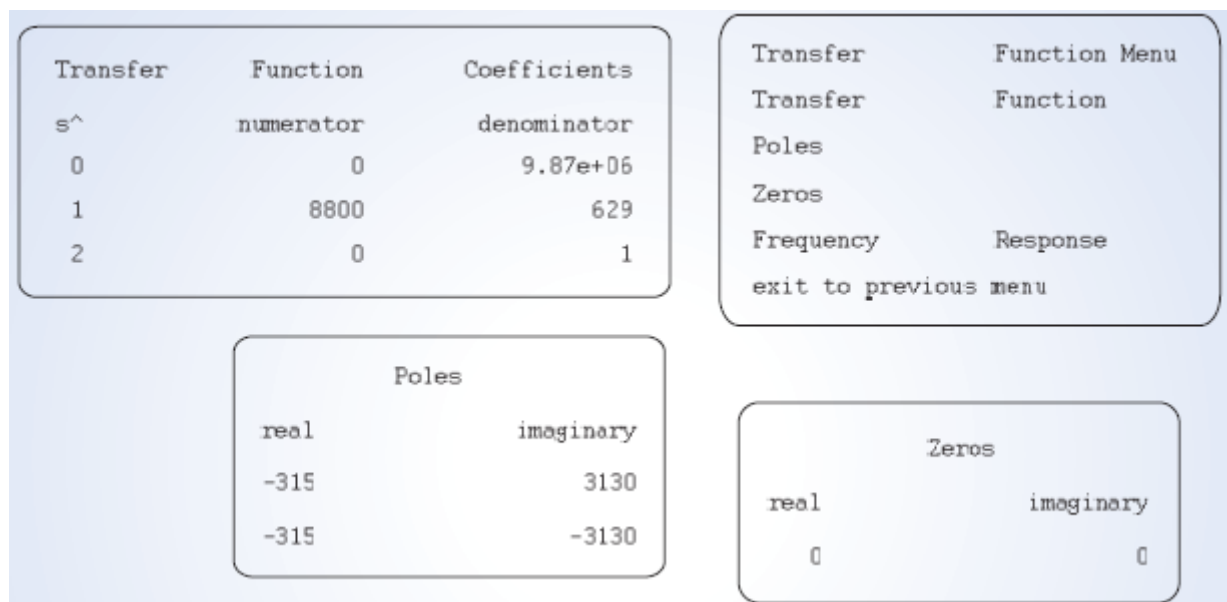 Transfer Function Coefficients
s^ numerator denominator
0 0 9.87e+06
1 8800 629
2 0 1
Transfer Function Menu
Transfer Function
Poles
Zeros
Frequency Response
exit to previous menu
Poles
real imaginary
-315 3130
-315 -3130
Zeros
real imaginary
0 0